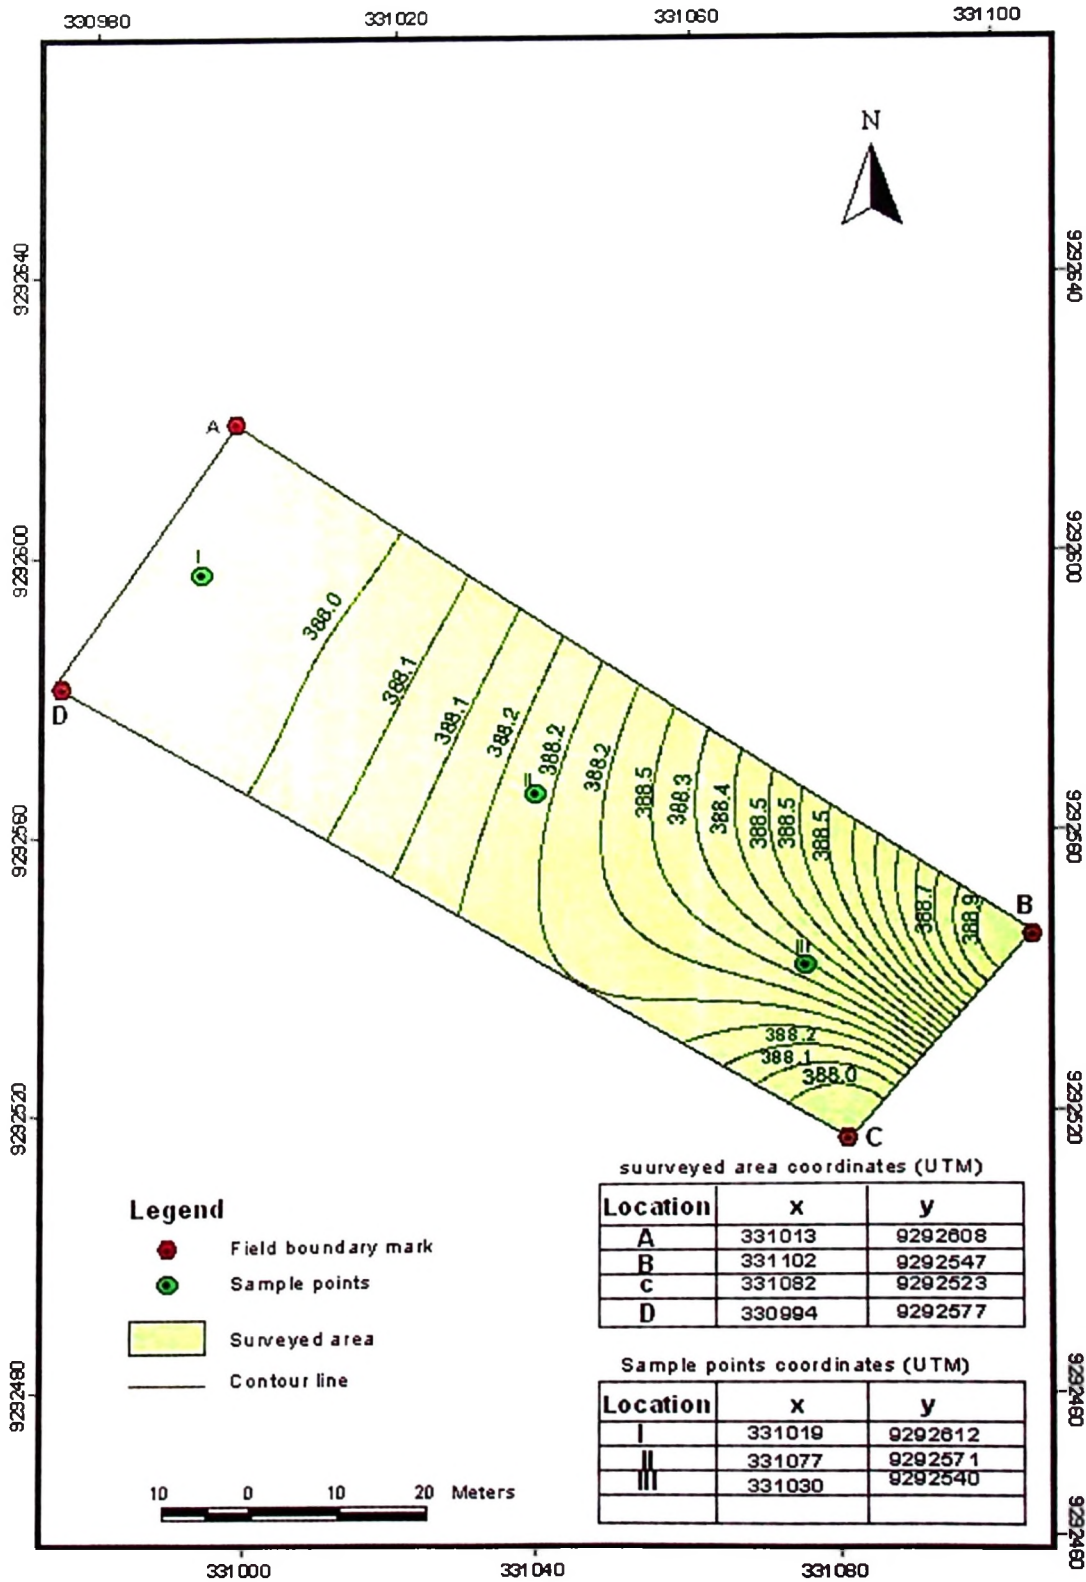 330980 331020 331060 331100
N
9292640 9292640
A
I
9292600 9292600
388.0
388.1
D
388.1
388.2
388.2
388.2
II
388.5
388.3
388.4
388.5
388.5
388.5
9292560 9292560
388.7
388.9
B
III
388.2
388.1
388.0
9292520 9292520
C
suurveyed area coordinates (UTM)
Location x y
A 331013 9292608
B 331102 9292547
c 331082 9292523
D 330994 9292577
Legend
Field boundary mark
Sample points
Surveyed area
Contour line
Sample points coordinates (UTM)
Location x y
I 331019 9292612
II 331077 9292571
III 331030 9292540
9292480 9292460
10 0 10 20 Meters
9292460
331000 331040 331080